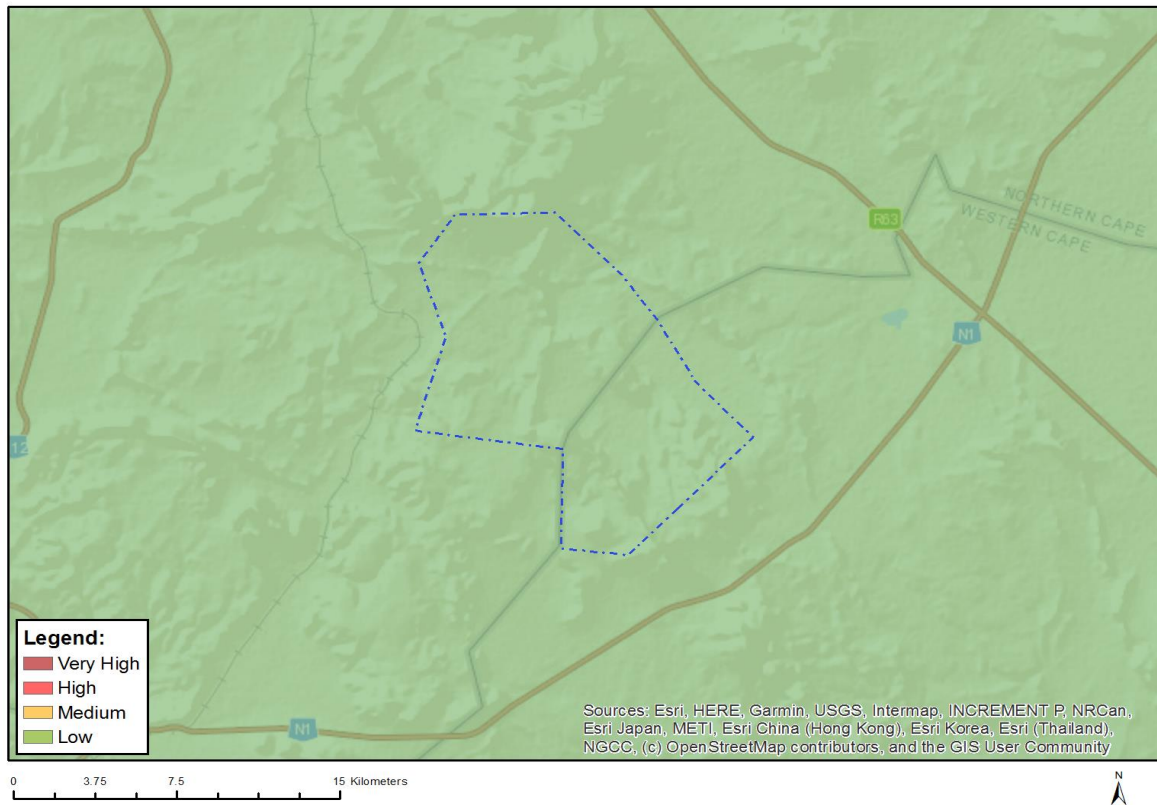 R63
NORTHERN CAPE
WESTERN CAPE
N1
12
Legend:
Very High
High
Medium
Low
N1
Sources: Esri, HERE, Garmin, USGS, Intermap, INCREMENT P, NRCan,
Esri Japan, METI, Esri China (Hong Kong), Esri Korea, Esri (Thailand),
NGCC, (c) OpenStreetMap contributors, and the GIS User Community
0 3.75 7.5 15 Kilometers
N